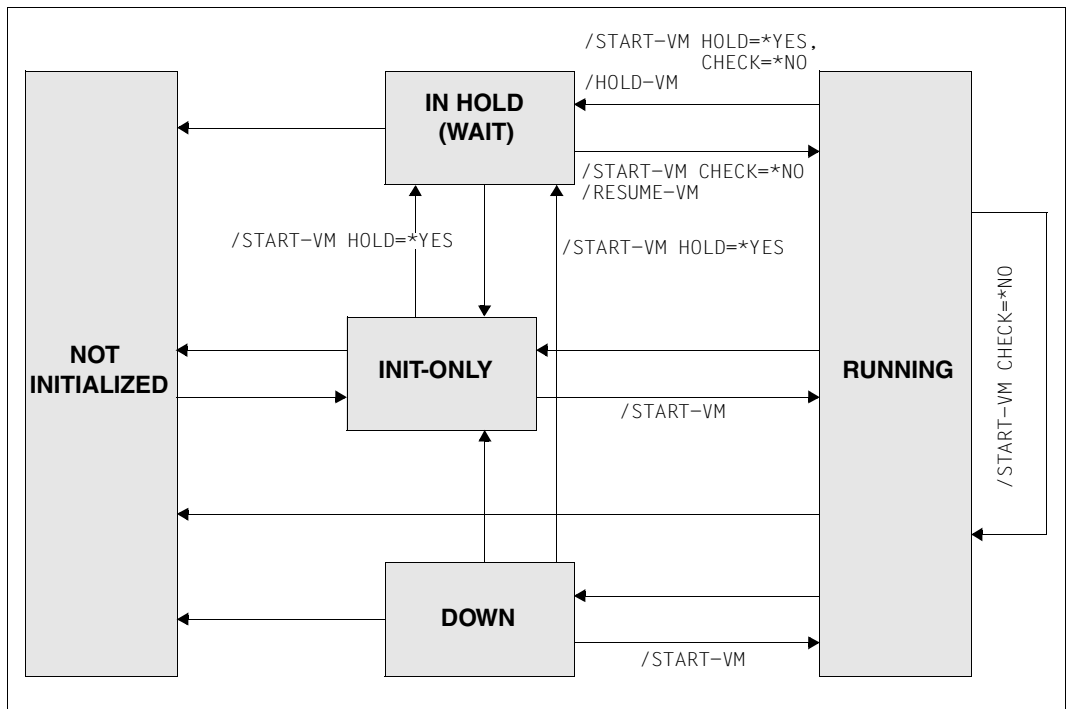 /START-VM HOLD=*YES,
CHECK=*NO
/HOLD-VM
IN HOLD
(WAIT)
/START-VM CHECK=*NO
/RESUME-VM
/START-VM HOLD=*YES
/START-VM HOLD=*YES
/START-VM CHECK=*NO
NOT
INITIALIZED
INIT-ONLY
RUNNING
/START-VM
DOWN
/START-VM